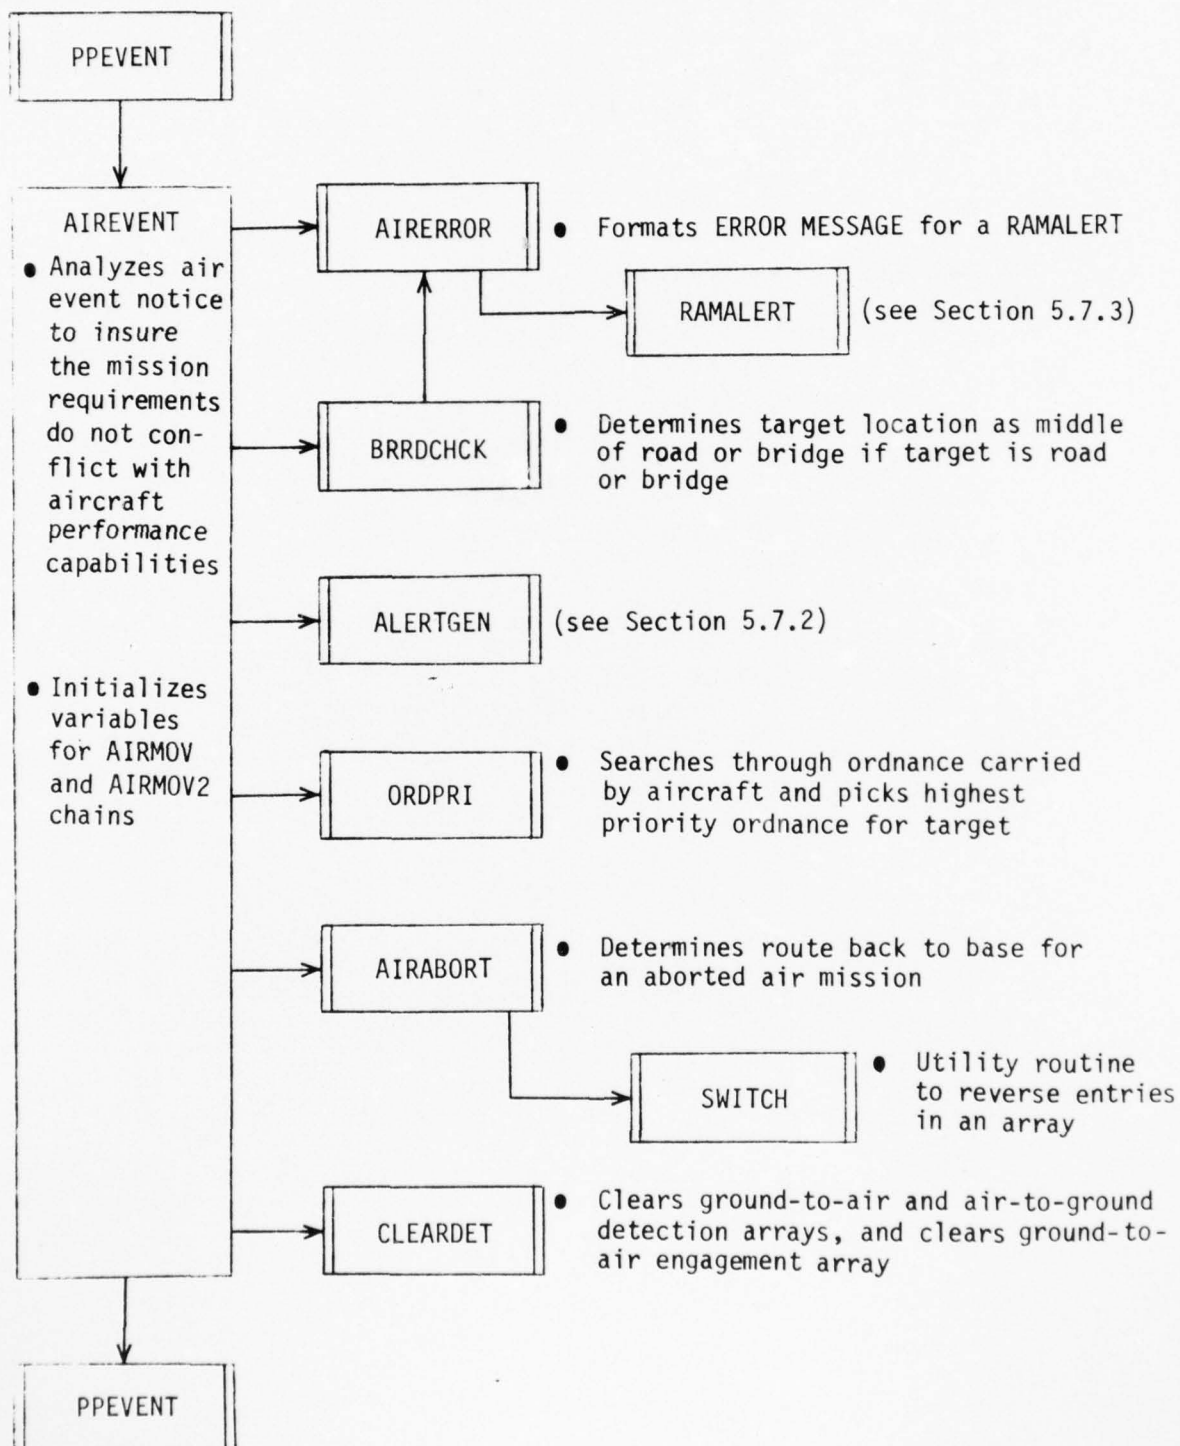 PPEVENT
AIREVENT
● Analyzes air
event notice
to insure
the mission
requirements
do not con-
flict with
aircraft
performance
capabilities
● Initializes
variables
for AIRMOV
and AIRMOV2
chains
AIRERROR
● Formats ERROR MESSAGE for a RAMALERT
RAMALERT
(see Section 5.7.3)
BRRDCHCK
● Determines target location as middle
of road or bridge if target is road
or bridge
ALERTGEN
(see Section 5.7.2)
ORDPRI
● Searches through ordnance carried
by aircraft and picks highest
priority ordnance for target
AIRABORT
● Determines route back to base for
an aborted air mission
SWITCH
● Utility routine
to reverse entries
in an array
CLEARDET
● Clears ground-to-air and air-to-ground
detection arrays, and clears ground-to-
air engagement array
PPEVENT